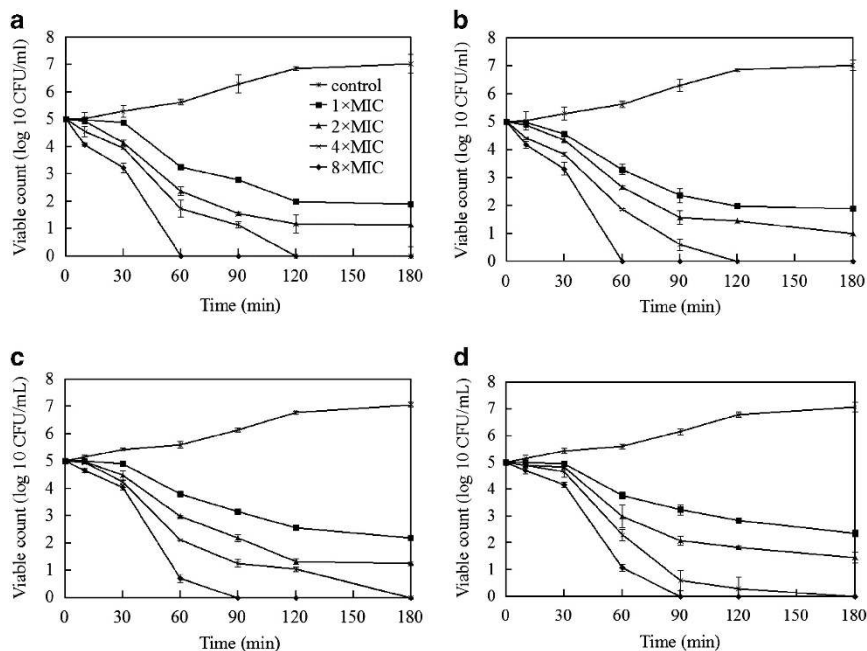 a
Viable count (log 10 CFU/ml)
8
7
6
5
4
3
2
1
0
0 30 60 90 120 150 180
Time (min)
control
1×MIC
2×MIC
4×MIC
8×MIC
b
Viable count (log 10 CFU/ml)
8
7
6
5
4
3
2
1
0
0 30 60 90 120 150 180
Time (min)
c
Viable count (log 10 CFU/mL)
8
7
6
5
4
3
2
1
0
0 30 60 90 120 150 180
Time (min)
d
Viable count (log 10 CFU/mL)
8
7
6
5
4
3
2
1
0
0 30 60 90 120 150 180
Time (min)